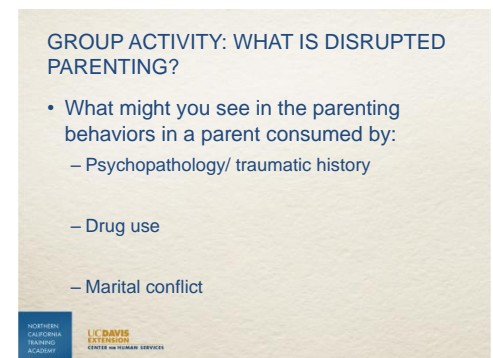 GROUP ACTIVITY: WHAT IS DISRUPTED
PARENTING?
• What might you see in the parenting
behaviors in a parent consumed by:
– Psychopathology/ traumatic history
– Drug use
– Marital conflict
NORTHERN
CALIFORNIA
TRAINING
ACADEMY
UCDAVIS
EXTENSION
CENTER FOR HUMAN SERVICES